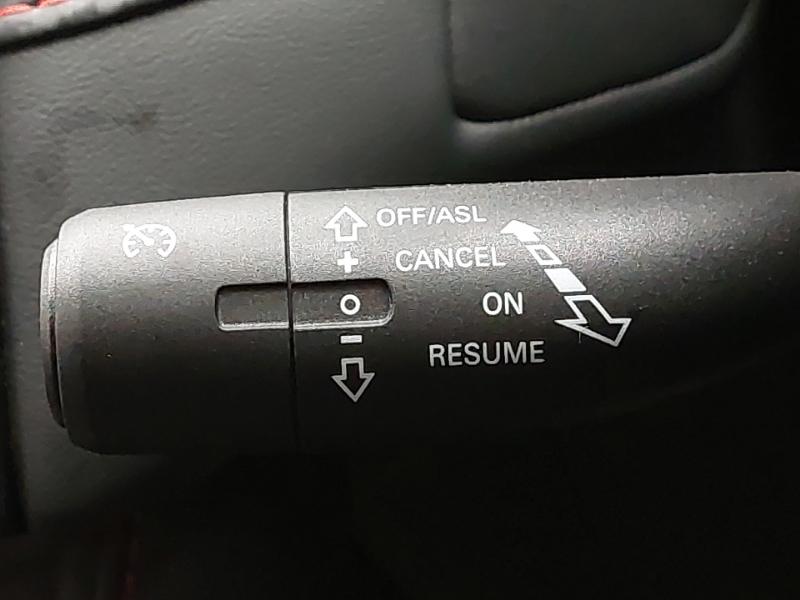 OFF/ASL
+ CANCEL
ON
- RESUME